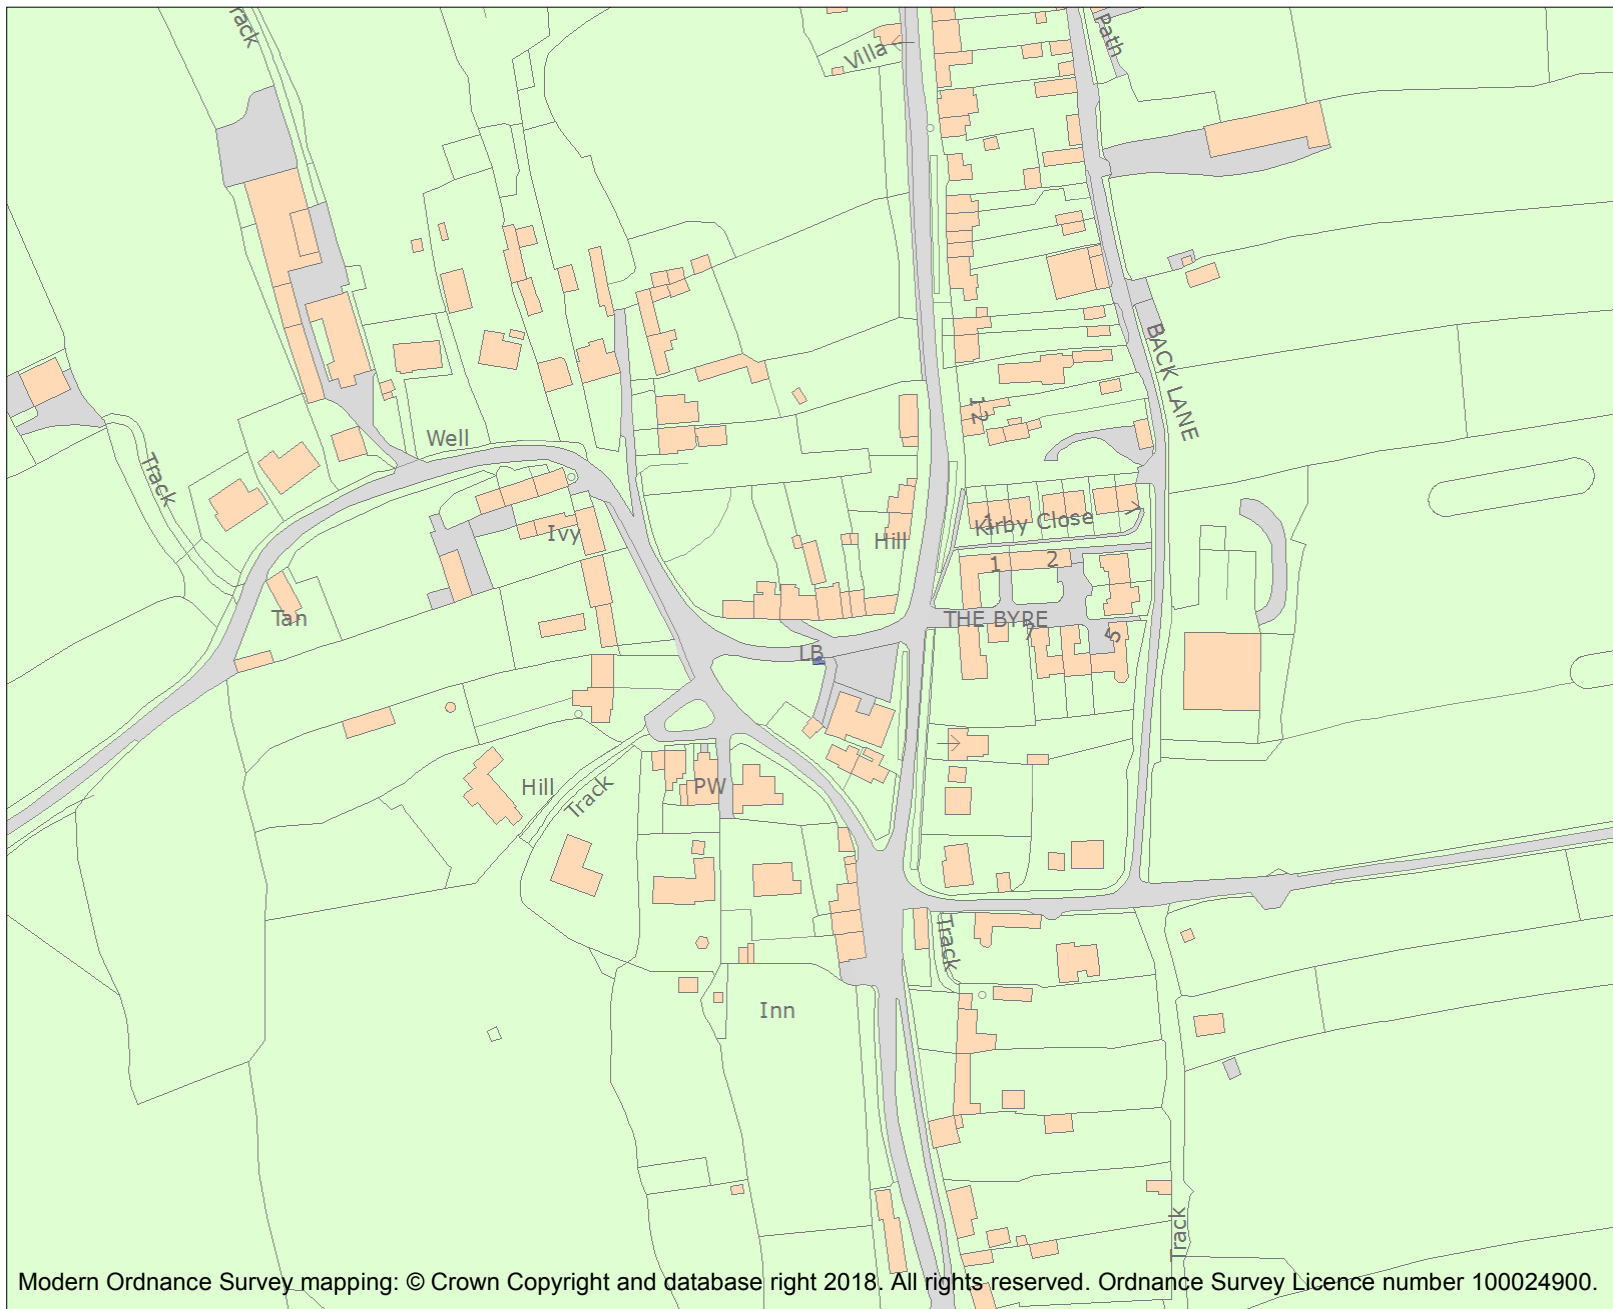 rack
Path
Villa
BACK LANE
12
Well
Track
Ivy
Hill
1
Kirby Close
7
1
2
Tan
THE BYRE
7
5
LB
Hill
Track
PW
Track
Inn
Track
Modern Ordnance Survey mapping: © Crown Copyright and database right 2018. All rights reserved. Ordnance Survey Licence number 100024900.